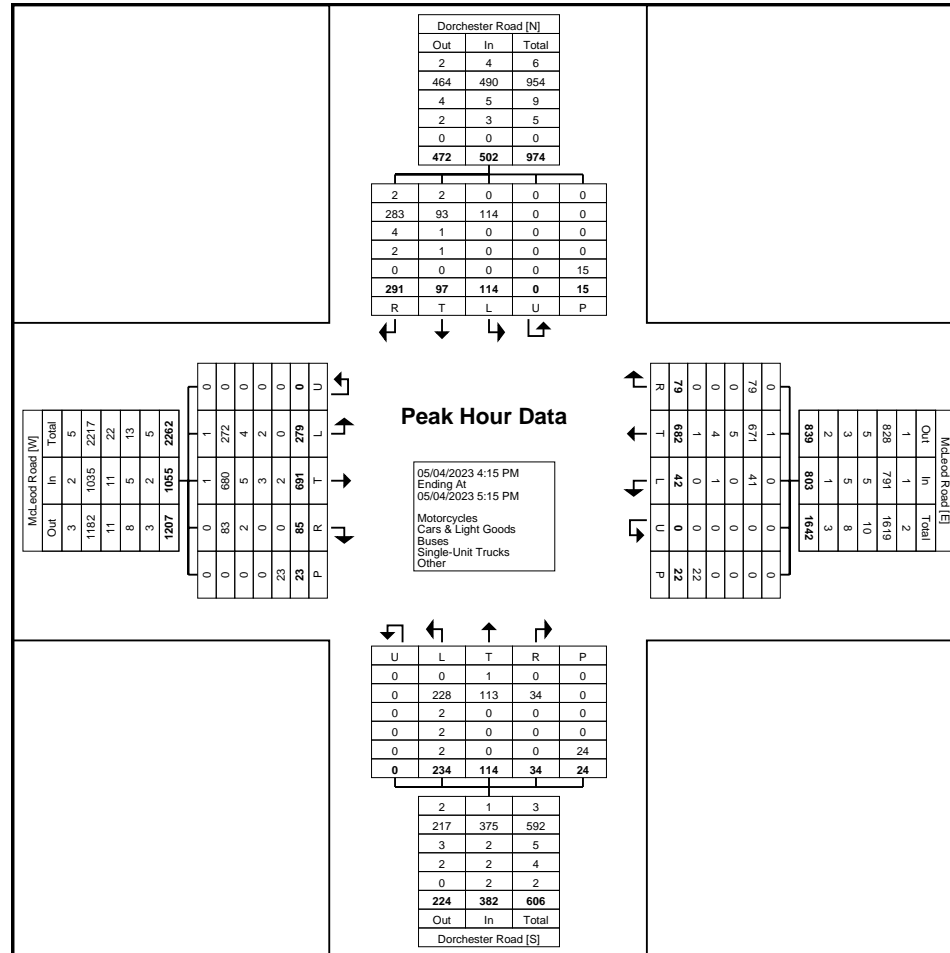 Dorchester Road [N]
Out In Total
2 4 6
464 490 954
4 5 9
2 3 5
0 0 0
472 502 974
2 2 0 0 0
283 93 114 0 0
4 1 0 0 0
2 1 0 0 0
0 0 0 0 15
291 97 114 0 15
R T L U P
McLeod Road [W]
Total 5 2217 22 13 5 2262
In 2 1035 11 5 2 1055
Out 3 1182 11 8 3 1207
0 0 0 0 0 0 U
1 272 4 2 0 279 L
1 680 5 3 2 691 T
0 83 2 0 0 85 R
0 0 0 0 23 23 P
Peak Hour Data
05/04/2023 4:15 PM
Ending At
05/04/2023 5:15 PM
Motorcycles
Cars & Light Goods
Buses
Single-Unit Trucks
Other
R 79 0 0 0 79 0
T 682 1 4 5 671 1
L 42 0 1 0 41 0
U 0 0 0 0 0 0
P 22 22 0 0 0 0
839 2 3 5 828 1 Out
803 1 5 5 791 1 In
1642 3 8 10 1619 2 Total
McLeod Road [E]
U L T R P
0 0 1 0 0
0 228 113 34 0
0 2 0 0 0
0 2 0 0 0
0 2 0 0 24
0 234 114 34 24
2 1 3
217 375 592
3 2 5
2 2 4
0 2 2
224 382 606
Out In Total
Dorchester Road [S]